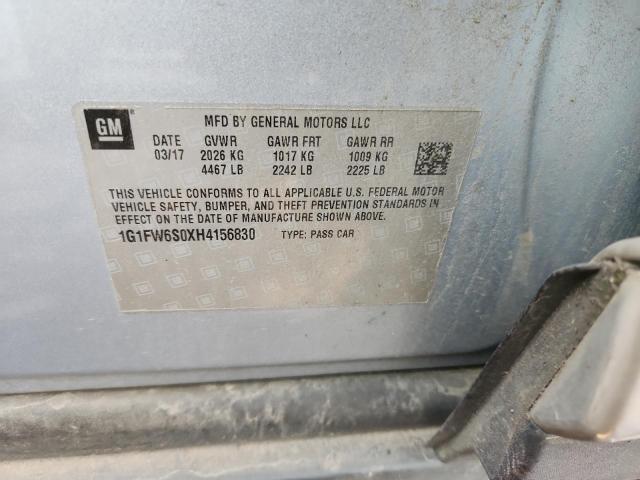 GM
MFD BY GENERAL MOTORS LLC
DATE GVWR GAWR FRT GAWR RR
03/17 2026 KG 1017 KG 1009 KG
4467 LB 2242 LB 2225 LB
THIS VEHICLE CONFORMS TO ALL APPLICABLE U.S. FEDERAL MOTOR
VEHICLE SAFETY, BUMPER, AND THEFT PREVENTION STANDARDS IN
EFFECT ON THE DATE OF MANUFACTURE SHOWN ABOVE.
1G1FW6S0XH4156830 TYPE: PASS CAR